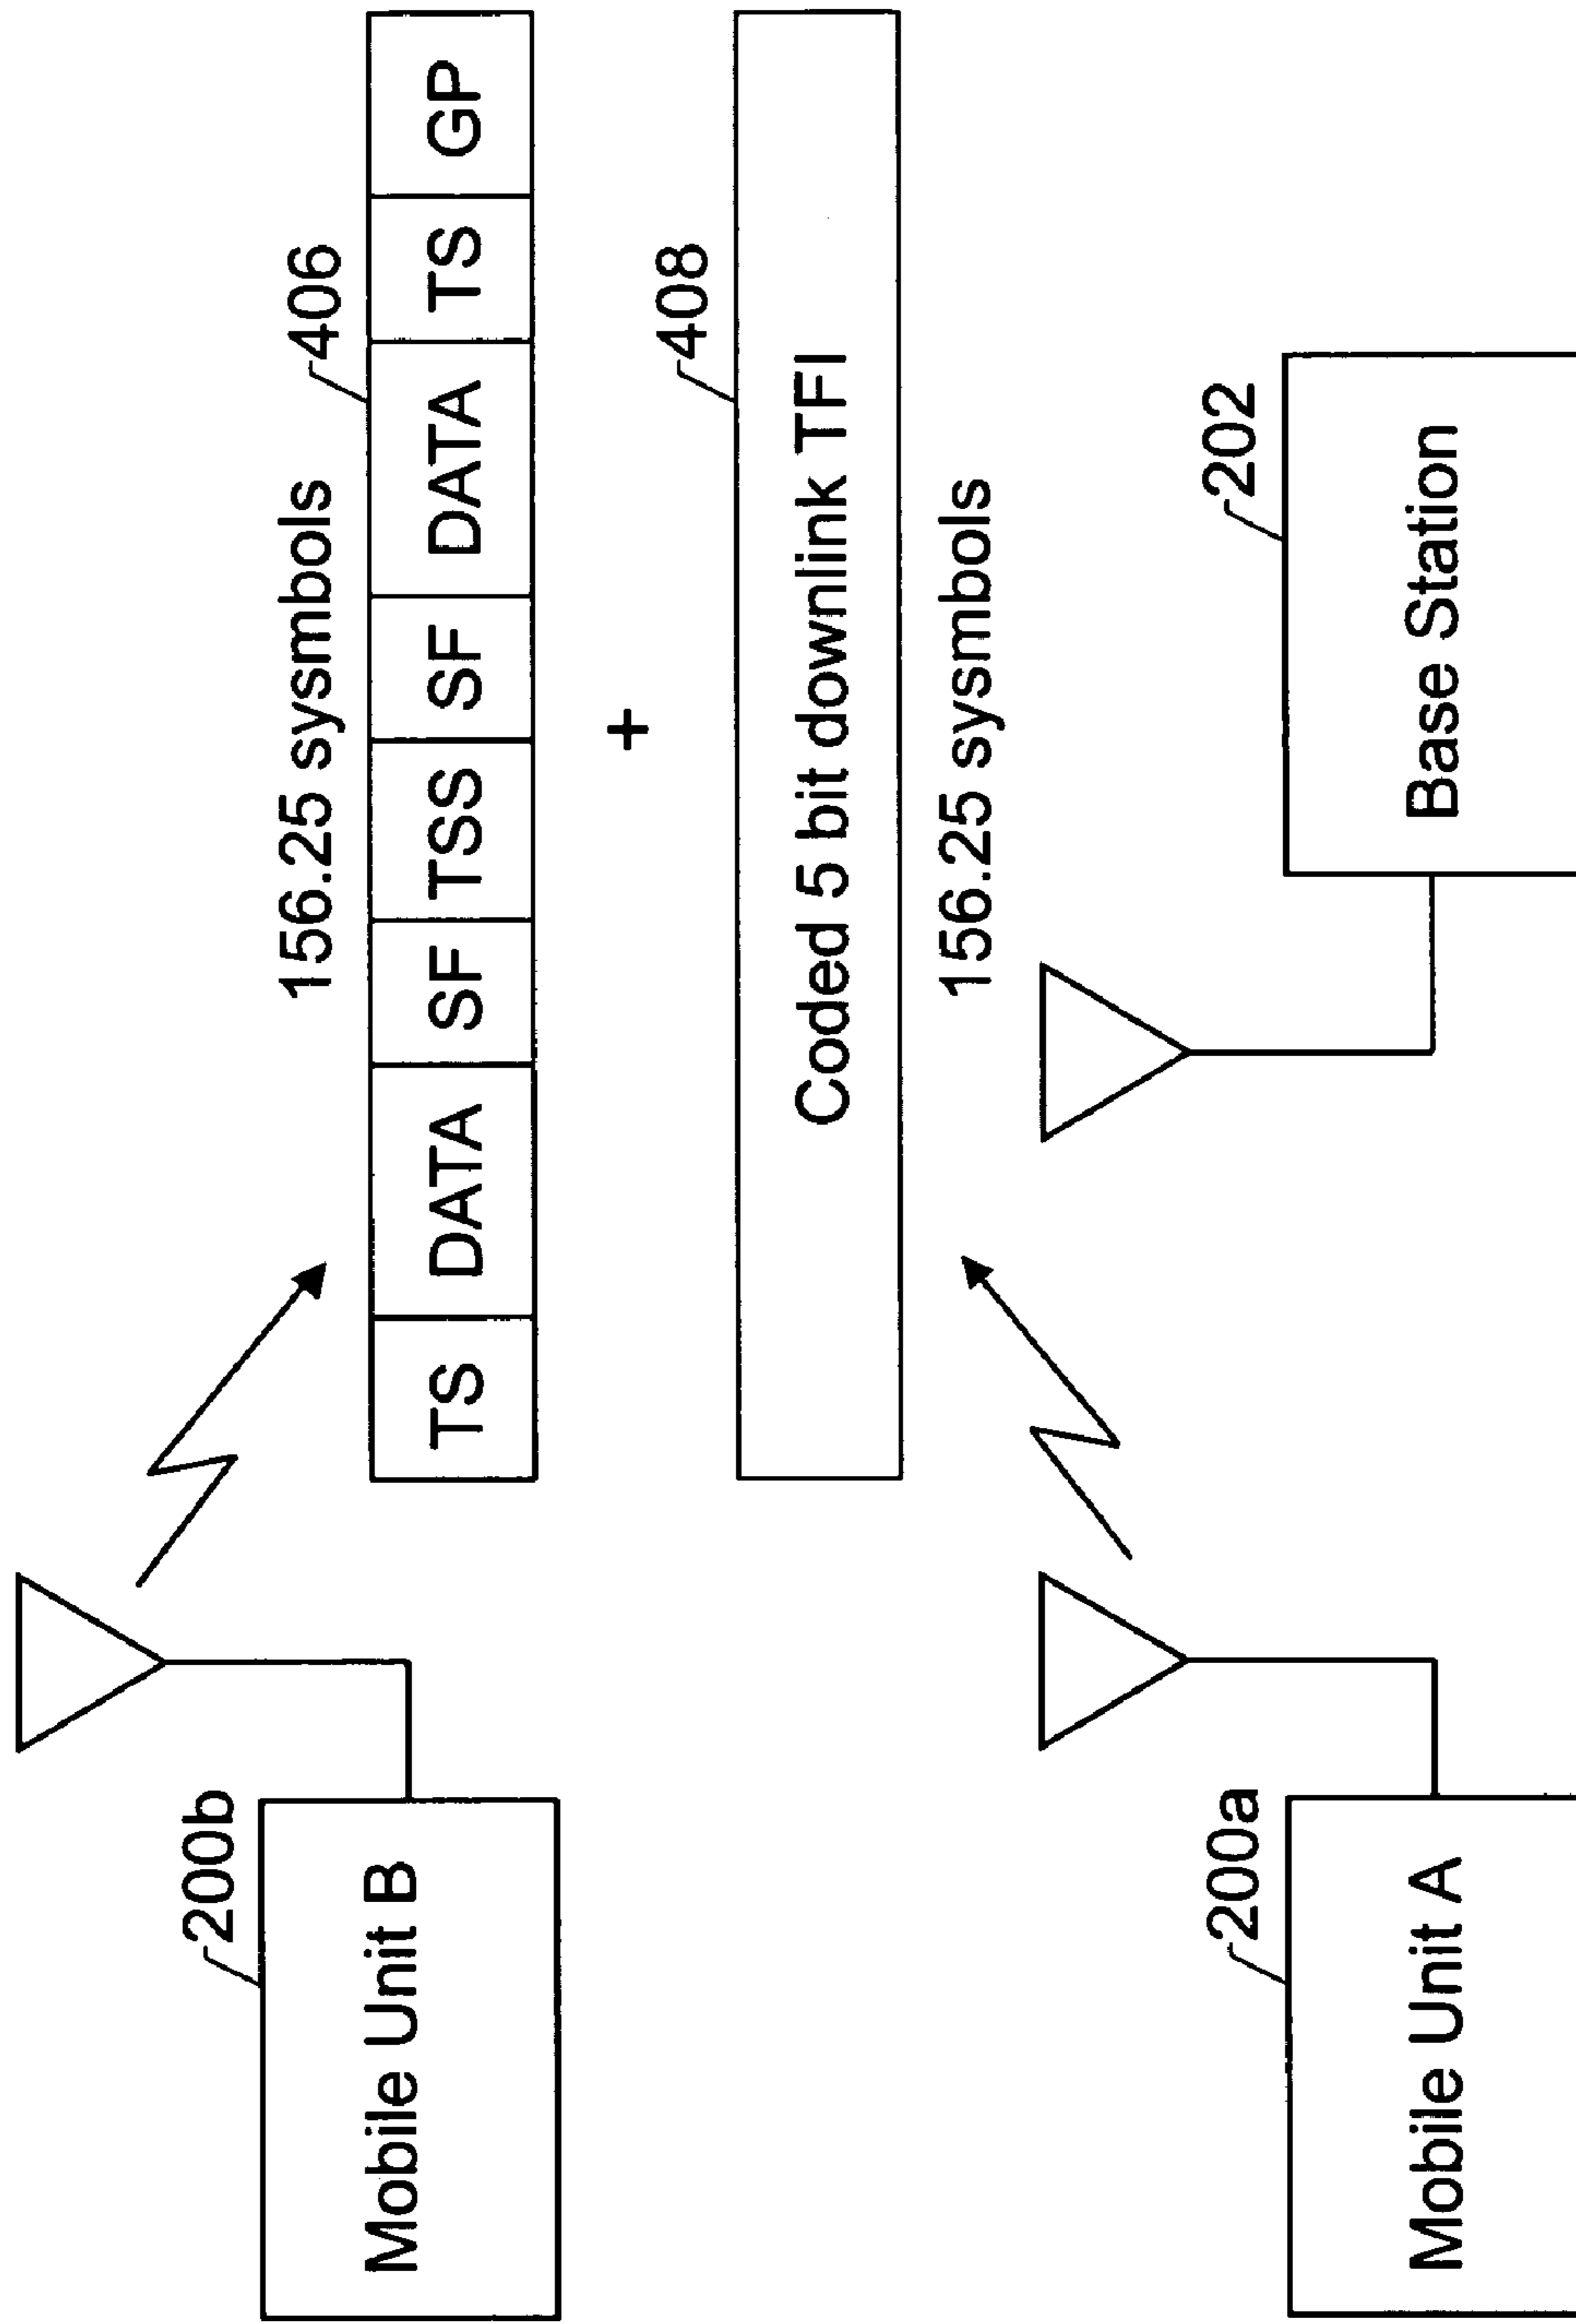 200b
Mobile Unit B
156.25 sysmbols
406
TS DATA SF TSS SF DATA TS GP
+
408
Coded 5 bit downlink TFI
156.25 sysmbols
200a
Mobile Unit A
202
Base Station